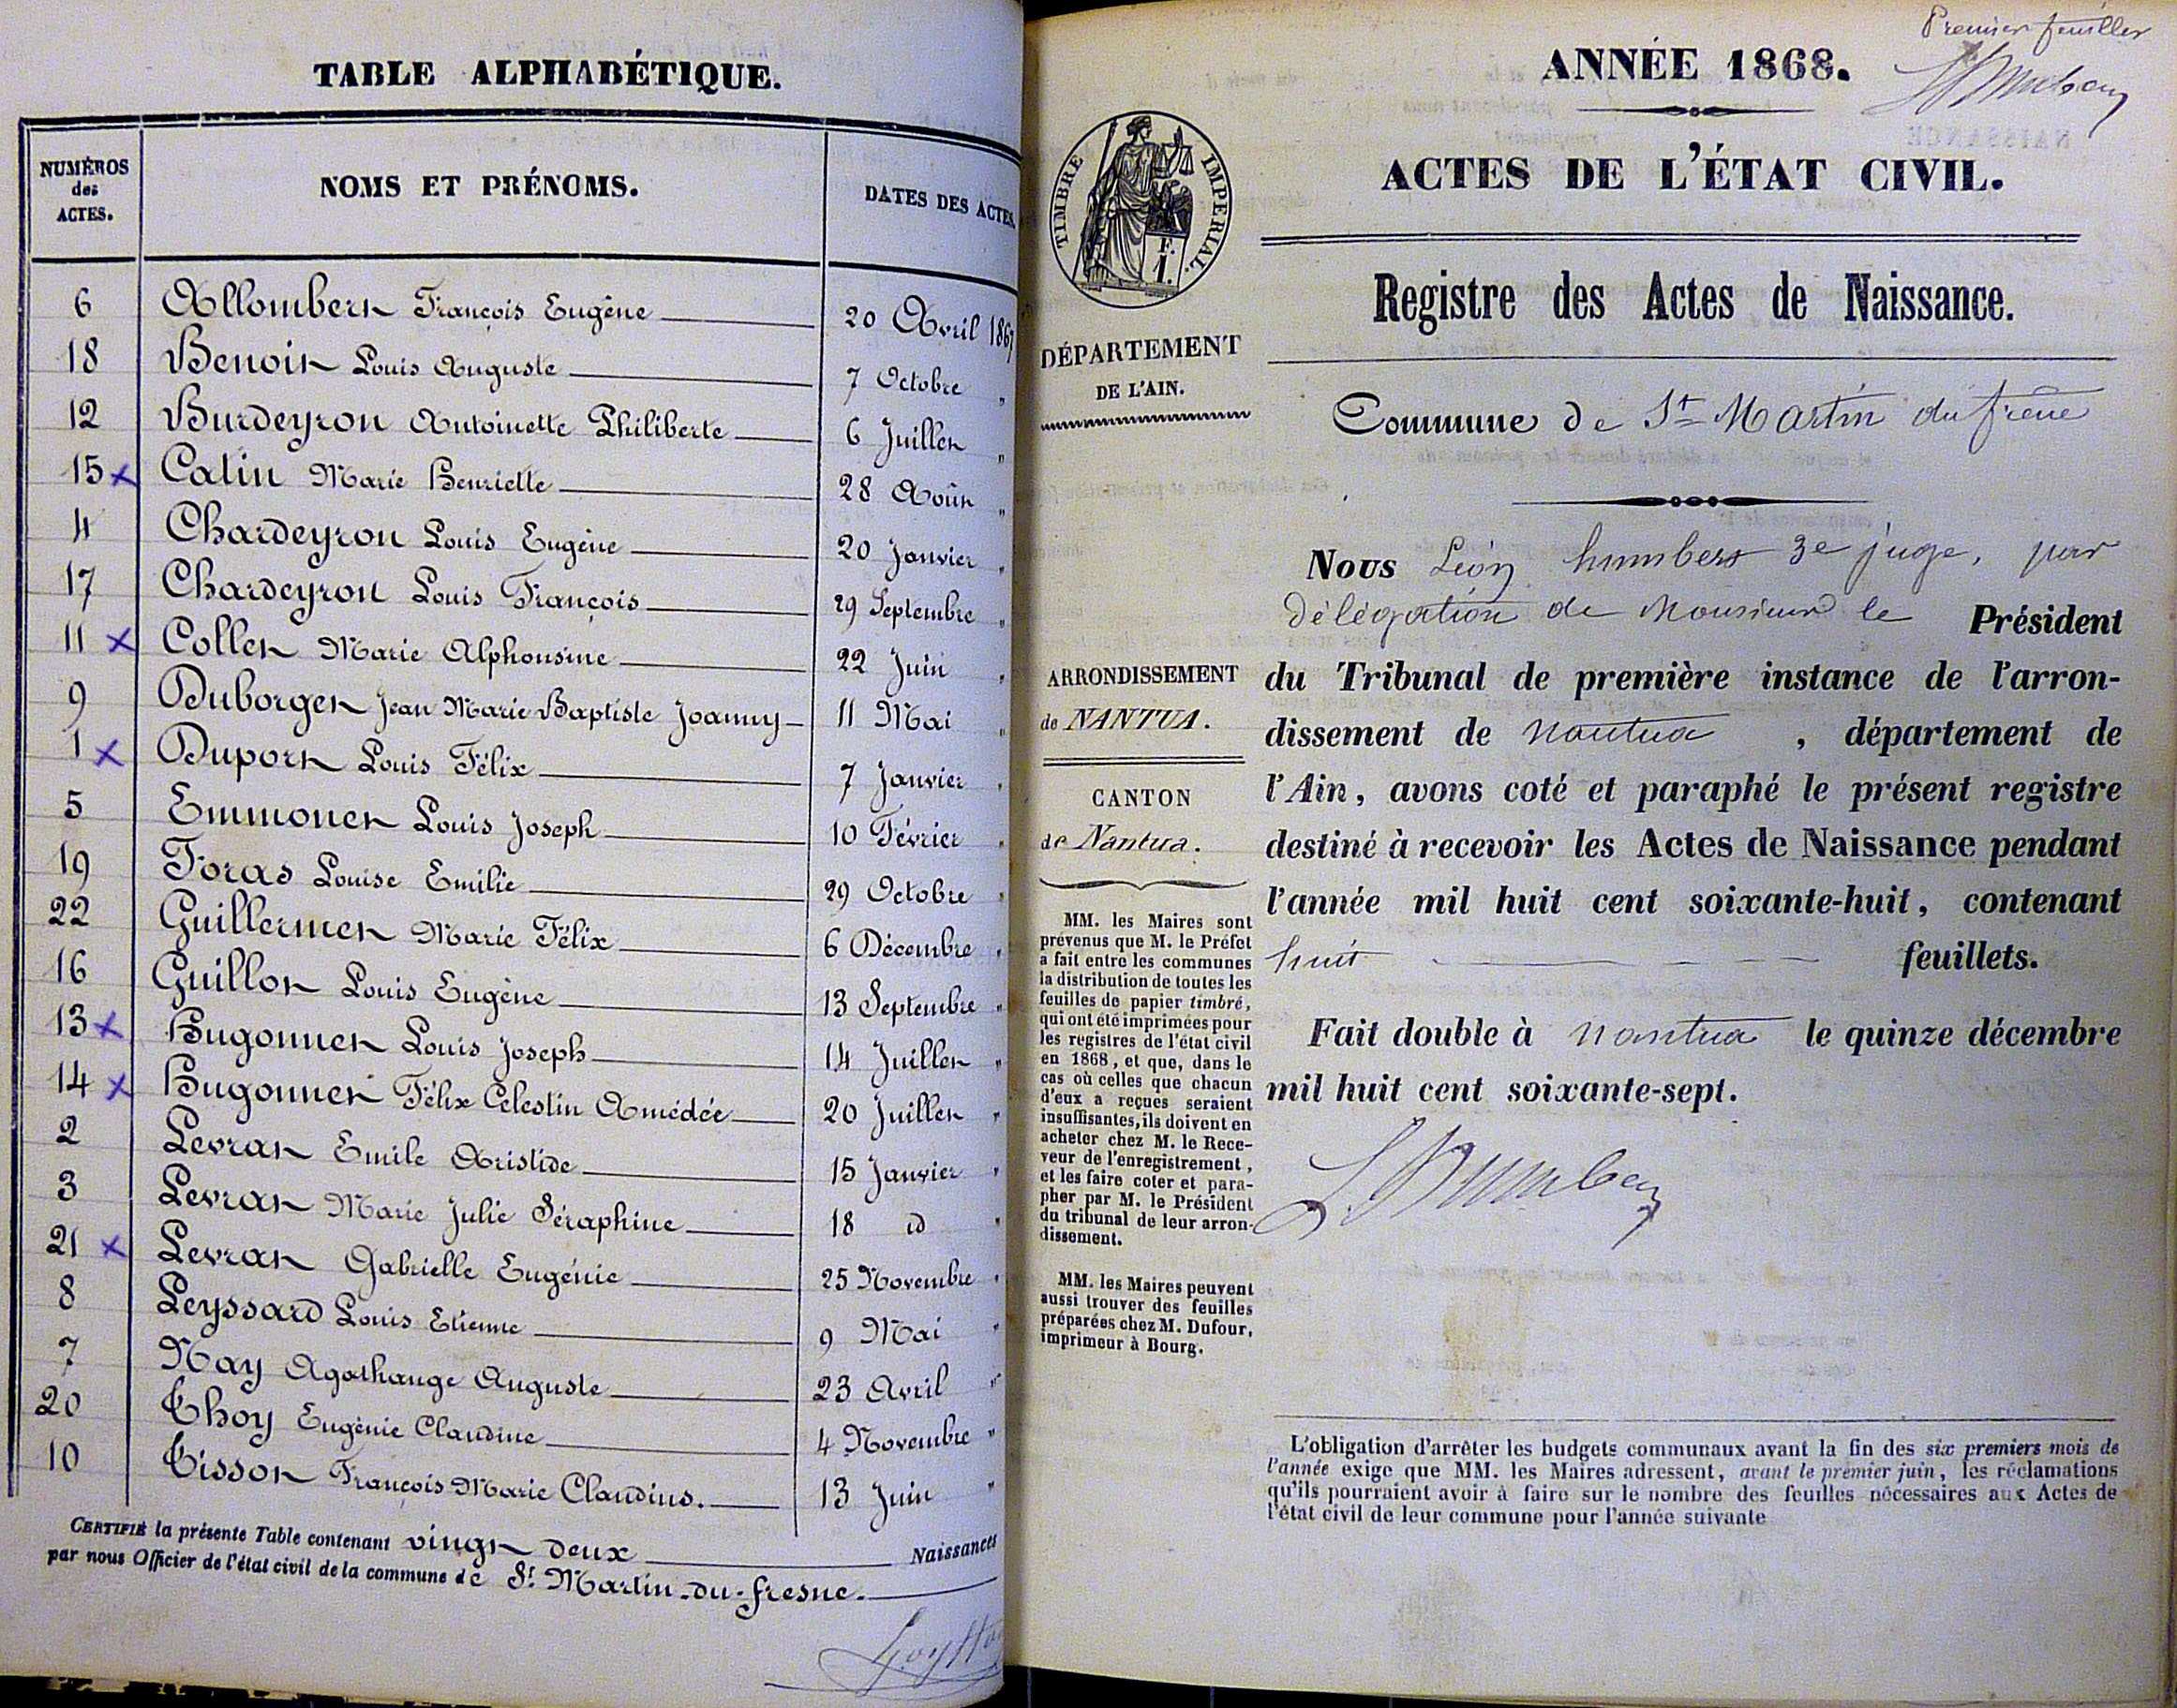 TABLE ALPHABÉTIQUE.
NUMÉROS
des
ACTES.
NOMS ET PRÉNOMS.
DATES DES ACTES.
6 Allombert François Eugène 20 Avril 1867
18 Benoit Louis Auguste 7 Octobre "
12 Burdeyron Antoinette Philiberte 6 Juillet "
15 x Catin Marie Henriette 28 Août "
4 Chardeyron Louis Eugène 20 Janvier "
17 Chardeyron Louis François 29 Septembre "
11 x Collet Marie Alphonsine 22 Juin "
9 Duborget Jean Marie Baptiste Joanny 11 Mai "
1 x Duport Louis Félix 7 Janvier "
5 Emmonet Louis Joseph 10 Février "
19 Foras Louise Emilie 29 Octobre "
22 Guillermet Marie Félix 6 Décembre "
16 Guillot Louis Eugène 13 Septembre "
13 x Hugonnet Louis Joseph 14 Juillet "
14 x Hugonnet Félix Célestin Amédée 20 Juillet "
2 Levrat Emile Aristide 15 Janvier "
3 Levrat Marie Julie Séraphine 18 id "
21 x Levrat Gabrielle Eugénie 25 Novembre "
8 Leyssard Louis Etienne 9 Mai "
7 Nay Agathange Auguste 23 Avril "
20 Thoy Eugénie Claudine 4 Novembre "
10 Tissot François Marie Claudius. 13 Juin "
CERTIFIÉ la présente Table contenant vingt deux Naissances
par nous Officier de l'état civil de la commune de St Martin-du-fresne.
Premier feuillet
ANNÉE 1868.
ACTES DE L'ÉTAT CIVIL.
TIMBRE IMPÉRIAL.
F.
1.
Registre des Actes de Naissance.
DÉPARTEMENT
DE L'AIN.
Commune de St Martin du frêne
ARRONDISSEMENT
de NANTUA.
CANTON
de Nantua.
MM. les Maires sont
prévenus que M. le Préfet
a fait entre les communes
la distribution de toutes les
feuilles de papier timbré,
qui ont été imprimées pour
les registres de l'état civil
en 1868, et que, dans le
cas où celles que chacun
d'eux a reçues seraient
insuffisantes, ils doivent en
acheter chez M. le Rece-
veur de l'enregistrement,
et les faire coter et para-
pher par M. le Président
du tribunal de leur arron-
dissement.
MM. les Maires peuvent
aussi trouver des feuilles
préparées chez M. Dufour,
imprimeur à Bourg.
Nous Léon humbert 3e juge, par
délégation de Monsieur le Président
du Tribunal de première instance de l'arron-
dissement de Nantua, département de
l'Ain, avons coté et paraphé le présent registre
destiné à recevoir les Actes de Naissance pendant
l'année mil huit cent soixante-huit, contenant
huit feuillets.
Fait double à Nantua le quinze décembre
mil huit cent soixante-sept.
L Humbert
L'obligation d'arrêter les budgets communaux avant la fin des six premiers mois de
l'année exige que MM. les Maires adressent, avant le premier juin, les réclamations
qu'ils pourraient avoir à faire sur le nombre des feuilles nécessaires aux Actes de
l'état civil de leur commune pour l'année suivante